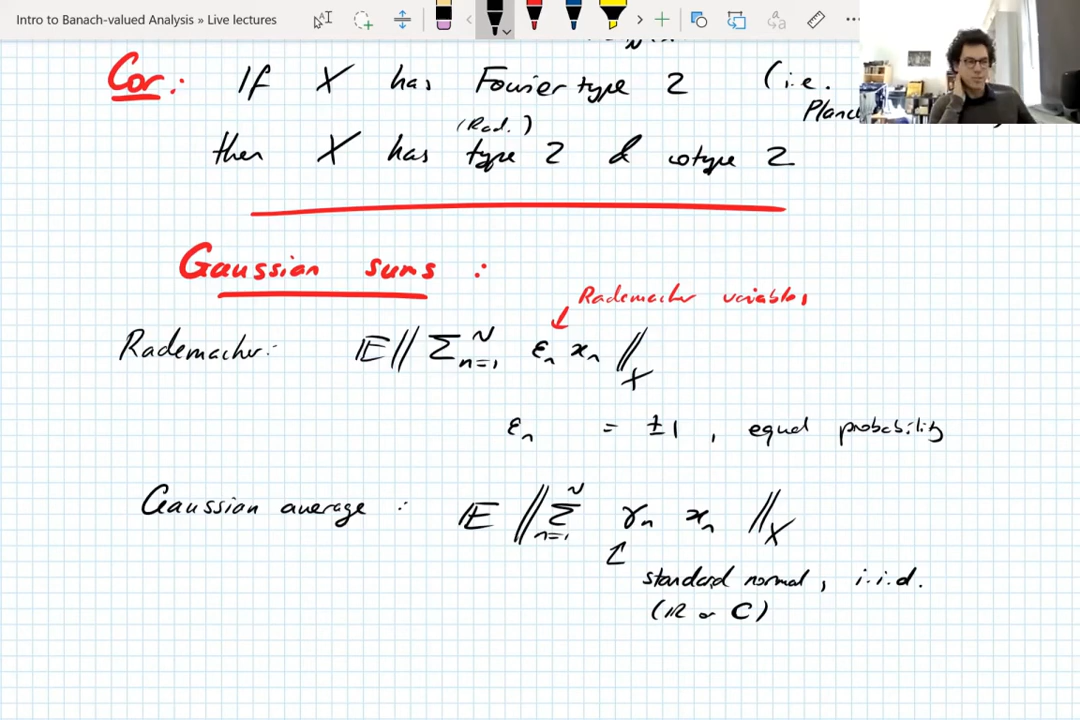 Intro to Banach-valued Analysis » Live lectures
Cor: If X has Fourier type 2 (i.e.
Planc
(Rad.)
then X has type 2 & cotype 2
Gaussian sums :
Rademacher variables
Rademacher: 𝔼‖ Σ_{n=1}^N ε_n x_n ‖_X
ε_n = ±1 , equal probability
Gaussian average : 𝔼 ‖ Σ_{n=1}^N γ_n x_n ‖_X
standard normal, i.i.d.
(ℝ or ℂ)